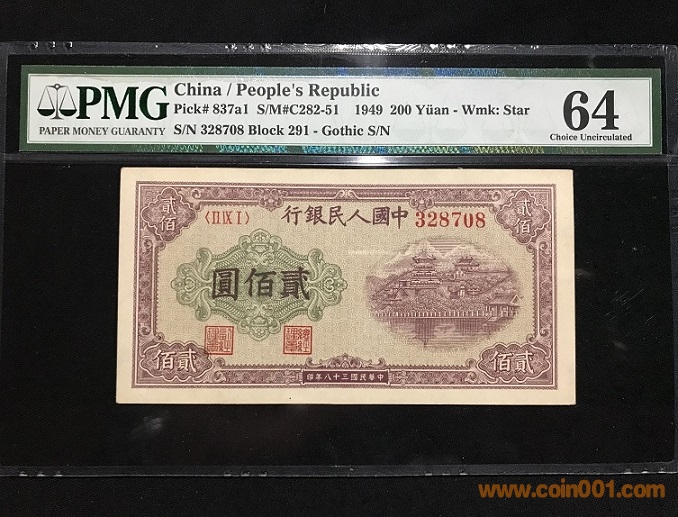 PMG
PAPER MONEY GUARANTY
China / People's Republic
Pick# 837a1 S/M#C282-51 1949 200 Yüan - Wmk: Star
S/N 328708 Block 291 - Gothic S/N
64
Choice Uncirculated
貳佰
行銀民人國中
〈II IX I〉
328708
圓佰貳
佰貳
佰貳
印年八十三國民華中
www.coin001.com